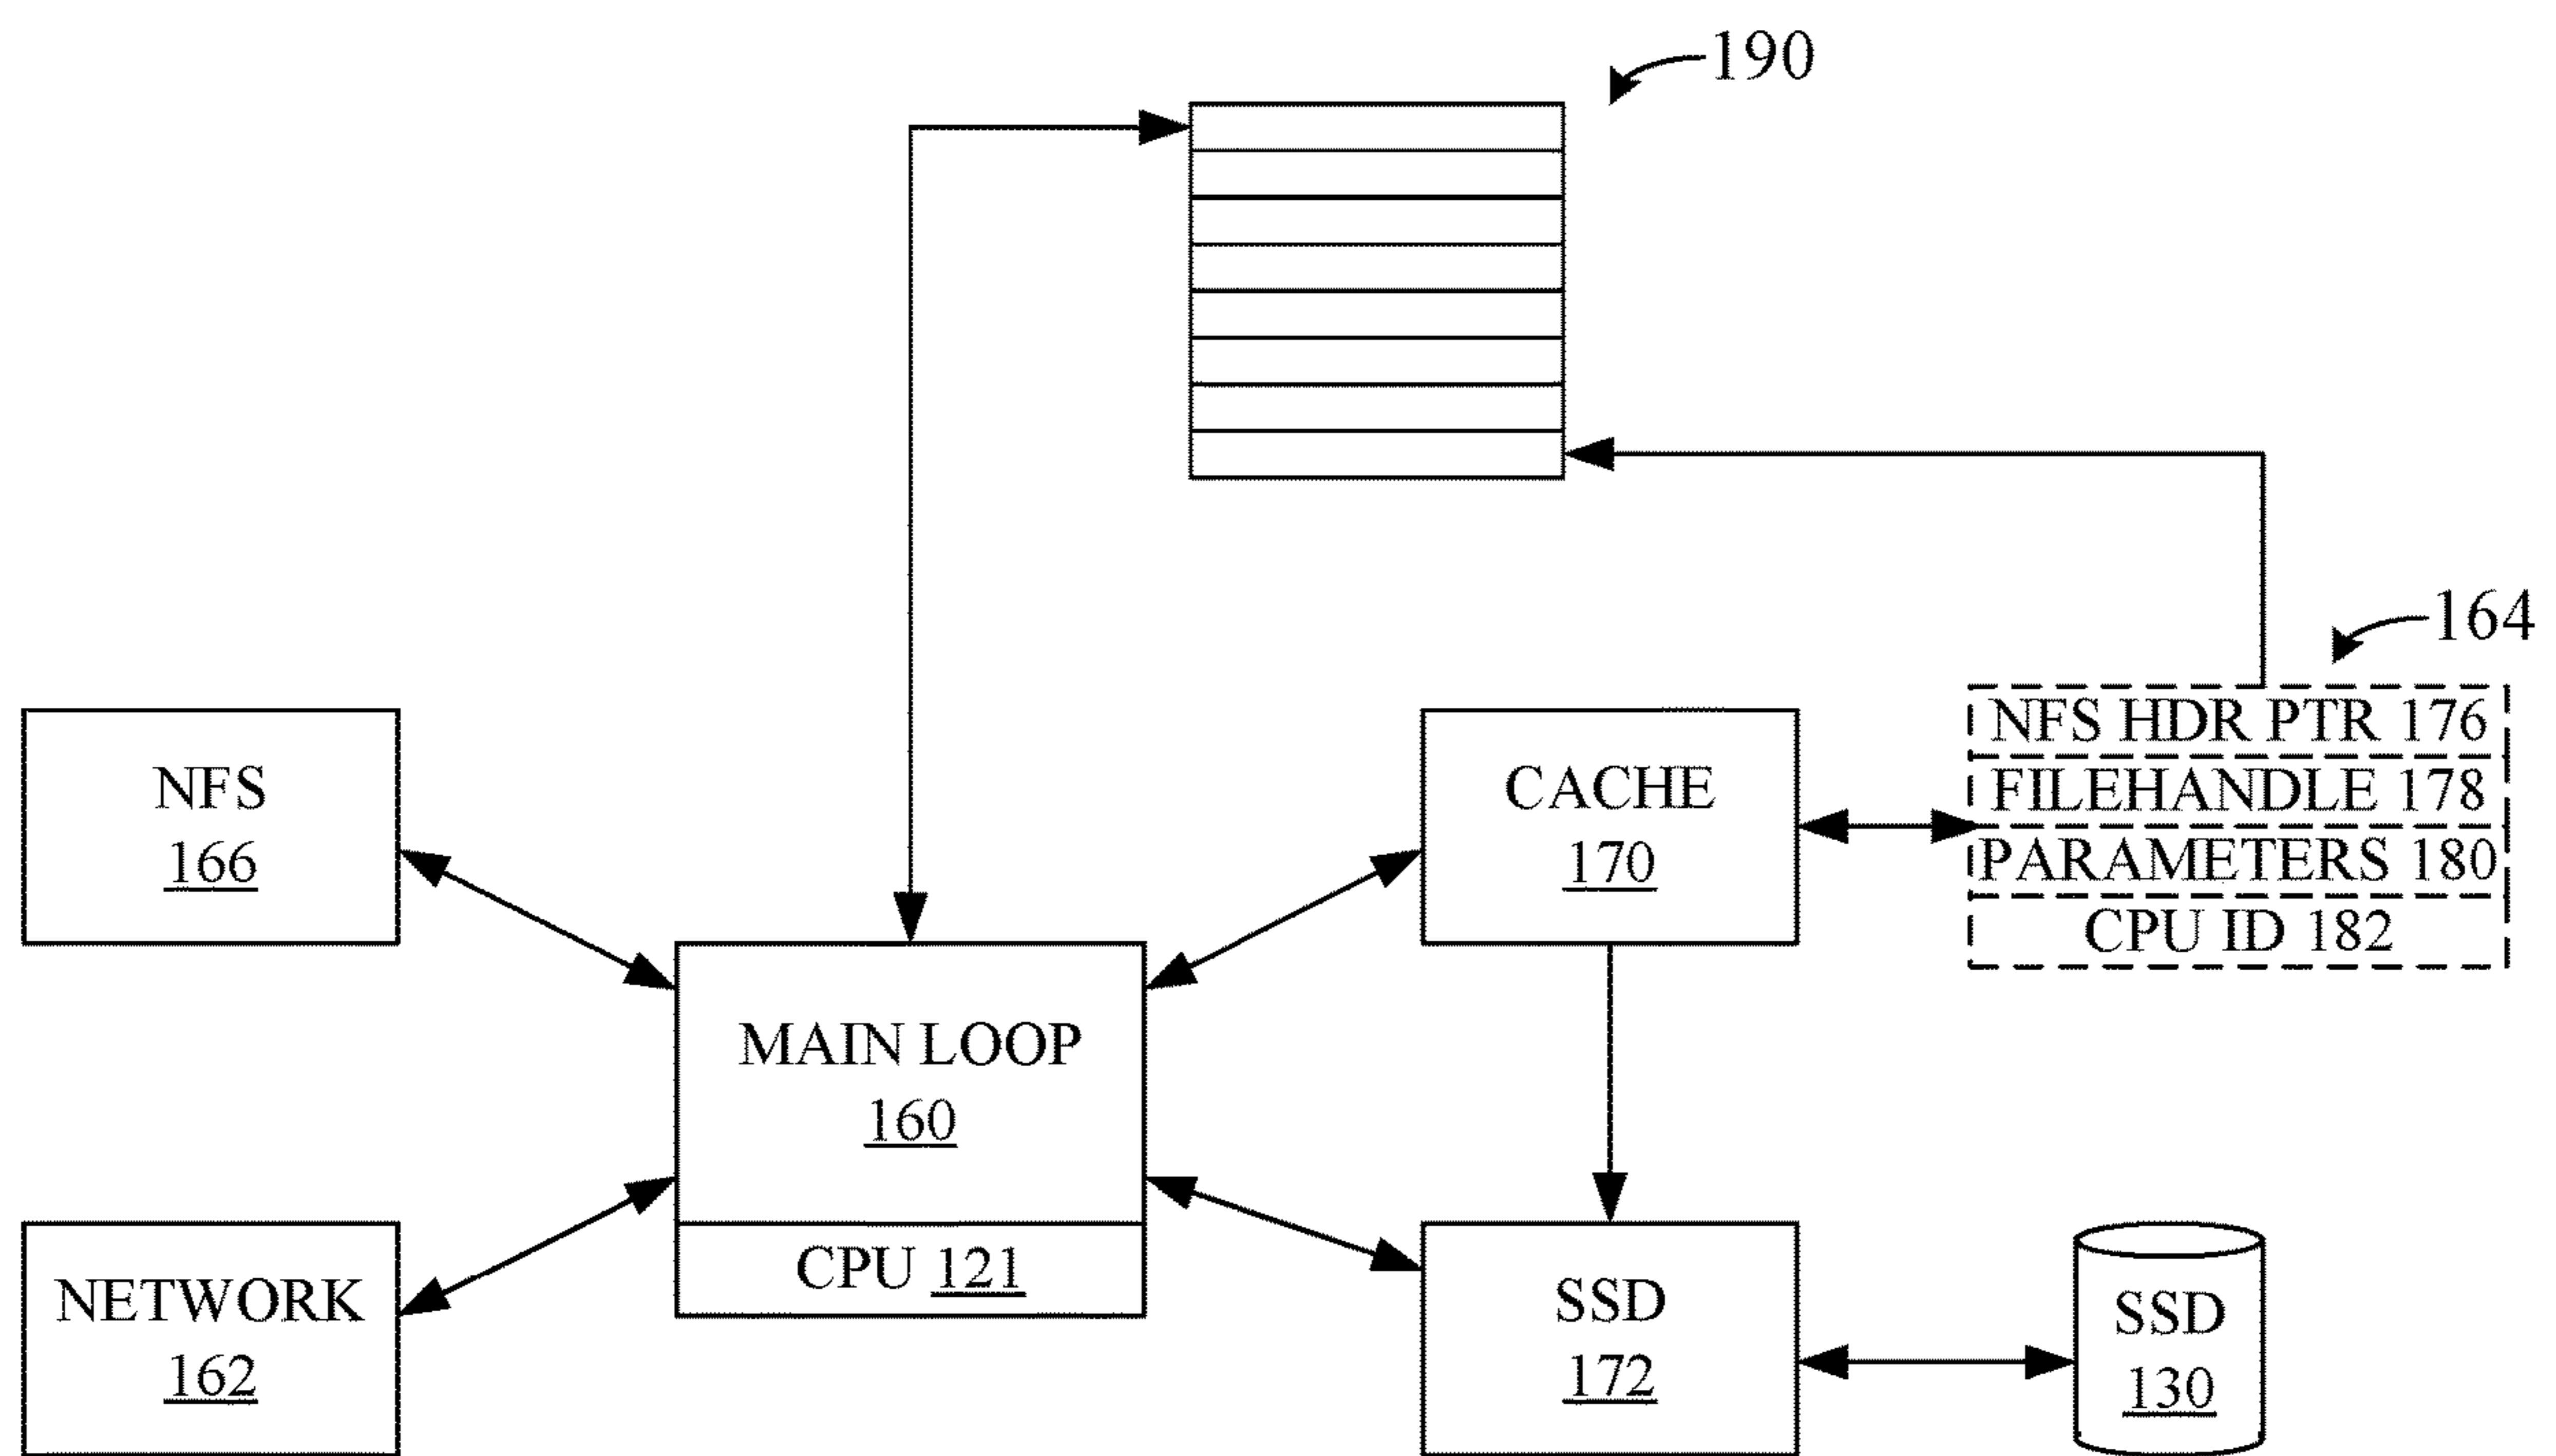 190
164
NFS HDR PTR 176
FILEHANDLE 178
PARAMETERS 180
CPU ID 182
NFS
166
CACHE
170
MAIN LOOP
160
CPU 121
NETWORK
162
SSD
172
SSD
130